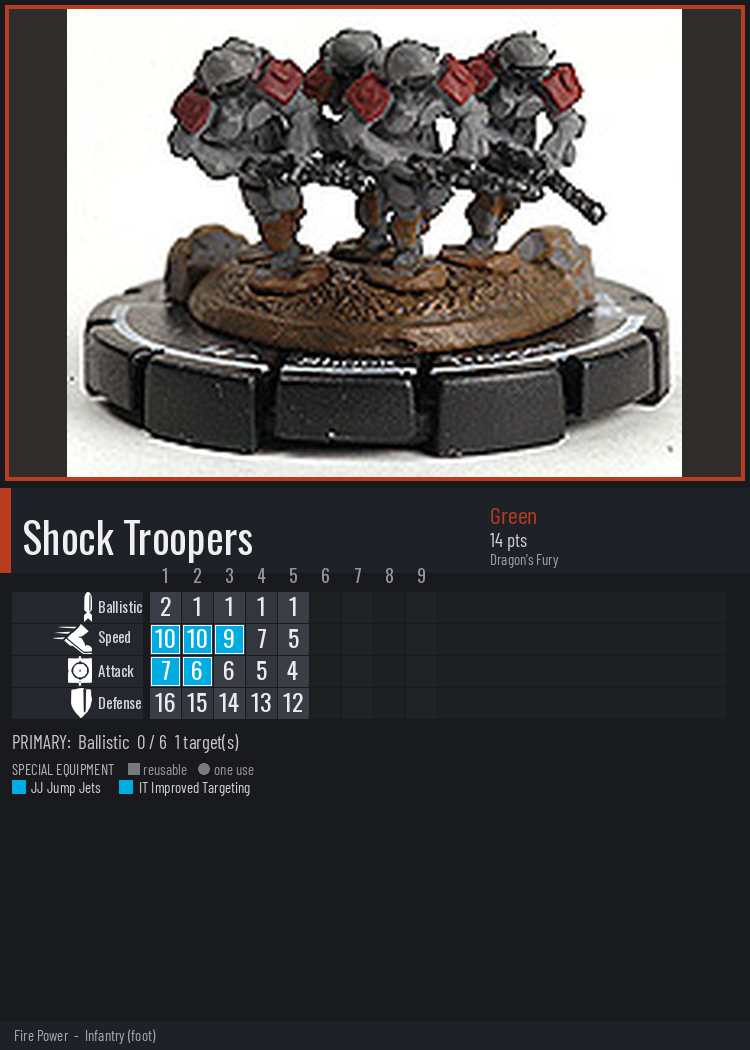 Shock Troopers
Green
14 pts
Dragon's Fury
1 2 3 4 5 6 7 8 9
Ballistic 2 1 1 1 1
Speed 10 10 9 7 5
Attack 7 6 6 5 4
Defense 16 15 14 13 12
PRIMARY: Ballistic 0 / 6 1 target(s)
SPECIAL EQUIPMENT reusable one use
JJ Jump Jets IT Improved Targeting
Fire Power - Infantry (foot)